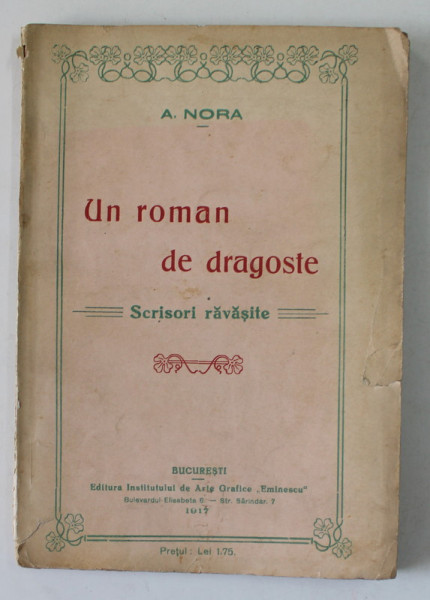 A. NORA
Un roman
de dragoste
Scrisori răvășite
BUCUREȘTI
Editura Institutului de Arte Grafice „Eminescu“
Bulevardul Elisabeta 6. — Str. Sărindar, 7
1917
Prețul: Lei 1.75.